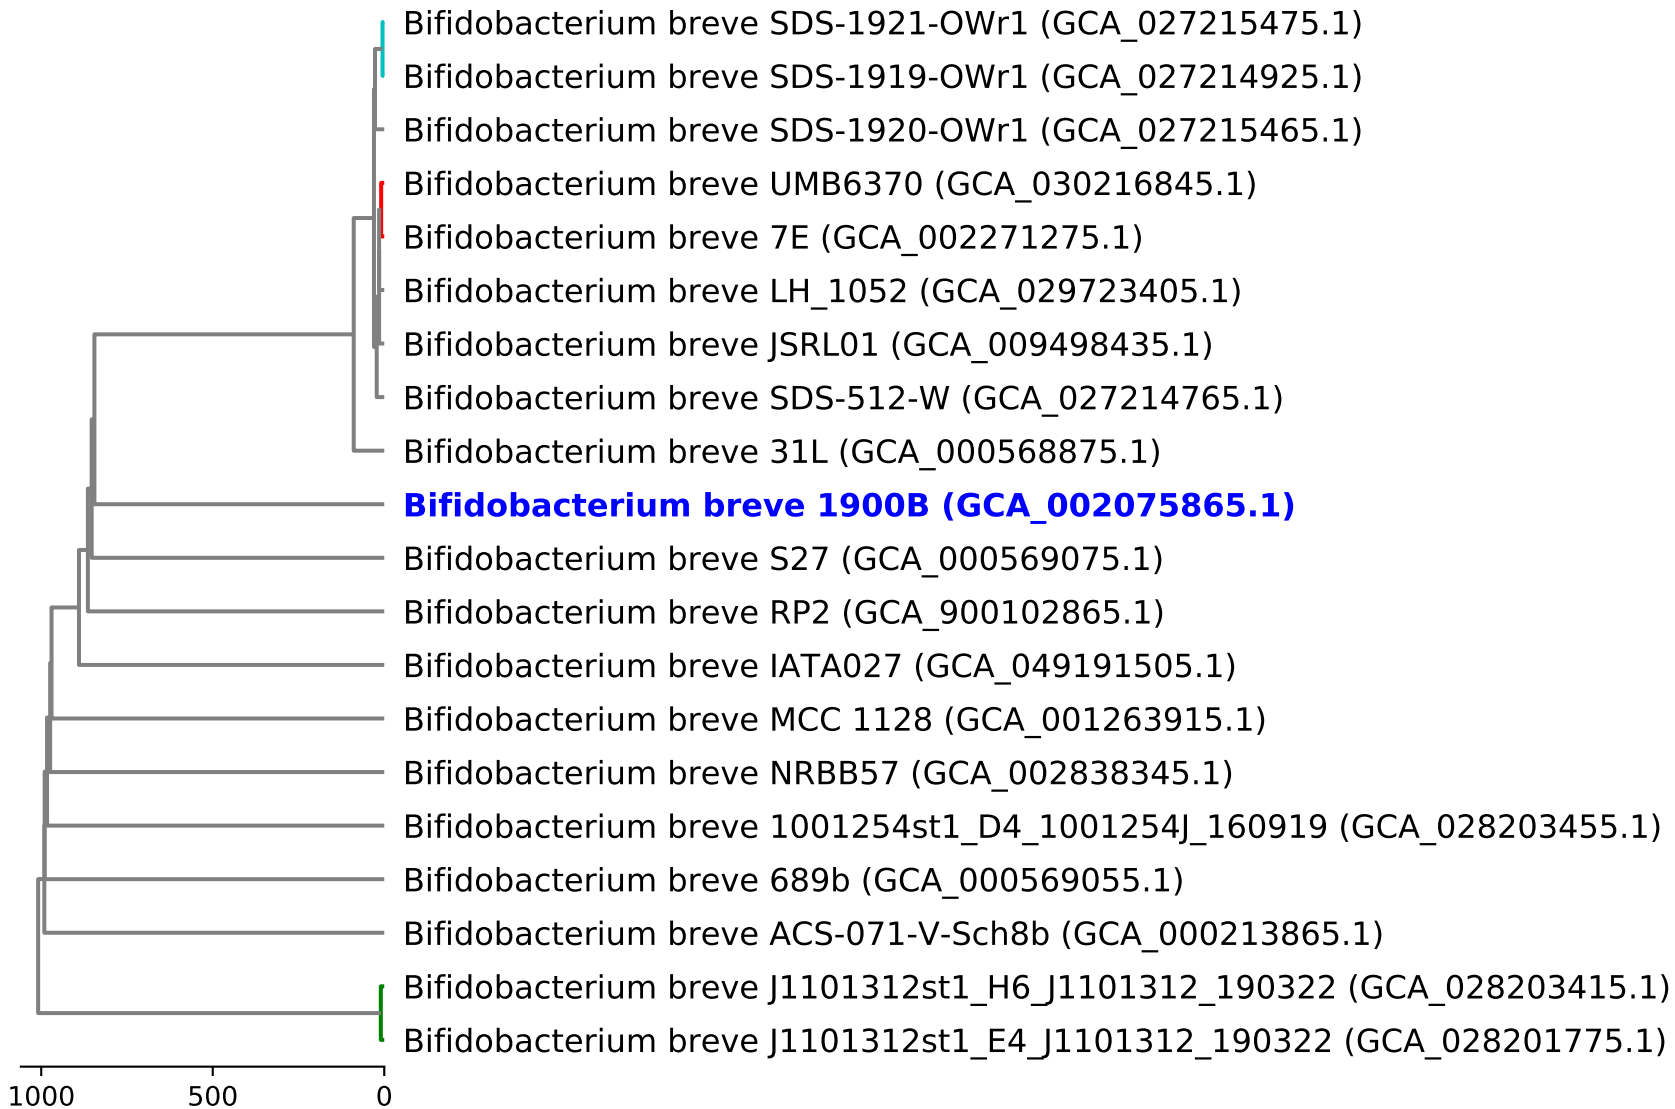 Bifidobacterium breve SDS-1921-OWr1 (GCA_027215475.1)
Bifidobacterium breve SDS-1919-OWr1 (GCA_027214925.1)
Bifidobacterium breve SDS-1920-OWr1 (GCA_027215465.1)
Bifidobacterium breve UMB6370 (GCA_030216845.1)
Bifidobacterium breve 7E (GCA_002271275.1)
Bifidobacterium breve LH_1052 (GCA_029723405.1)
Bifidobacterium breve JSRL01 (GCA_009498435.1)
Bifidobacterium breve SDS-512-W (GCA_027214765.1)
Bifidobacterium breve 31L (GCA_000568875.1)
Bifidobacterium breve 1900B (GCA_002075865.1)
Bifidobacterium breve S27 (GCA_000569075.1)
Bifidobacterium breve RP2 (GCA_900102865.1)
Bifidobacterium breve IATA027 (GCA_049191505.1)
Bifidobacterium breve MCC 1128 (GCA_001263915.1)
Bifidobacterium breve NRBB57 (GCA_002838345.1)
Bifidobacterium breve 1001254st1_D4_1001254J_160919 (GCA_028203455.1)
Bifidobacterium breve 689b (GCA_000569055.1)
Bifidobacterium breve ACS-071-V-Sch8b (GCA_000213865.1)
Bifidobacterium breve J1101312st1_H6_J1101312_190322 (GCA_028203415.1)
Bifidobacterium breve J1101312st1_E4_J1101312_190322 (GCA_028201775.1)
1000 500 0